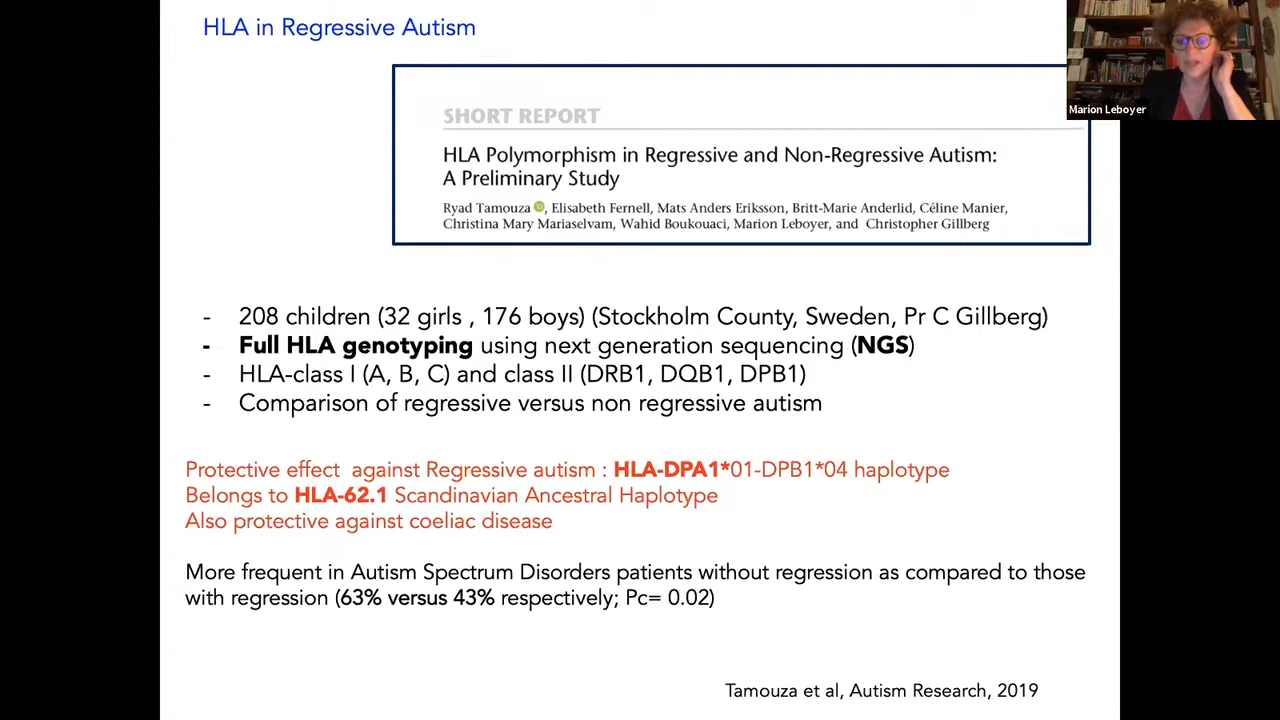 HLA in Regressive Autism
Marion Leboyer
SHORT REPORT
HLA Polymorphism in Regressive and Non-Regressive Autism:
A Preliminary Study
Ryad Tamouza iD, Elisabeth Fernell, Mats Anders Eriksson, Britt-Marie Anderlid, Céline Manier,
Christina Mary Mariaselvam, Wahid Boukouaci, Marion Leboyer, and Christopher Gillberg
- 208 children (32 girls , 176 boys) (Stockholm County, Sweden, Pr C Gillberg)
- Full HLA genotyping using next generation sequencing (NGS)
- HLA-class I (A, B, C) and class II (DRB1, DQB1, DPB1)
- Comparison of regressive versus non regressive autism
Protective effect against Regressive autism : HLA-DPA1*01-DPB1*04 haplotype
Belongs to HLA-62.1 Scandinavian Ancestral Haplotype
Also protective against coeliac disease
More frequent in Autism Spectrum Disorders patients without regression as compared to those
with regression (63% versus 43% respectively; Pc= 0.02)
Tamouza et al, Autism Research, 2019